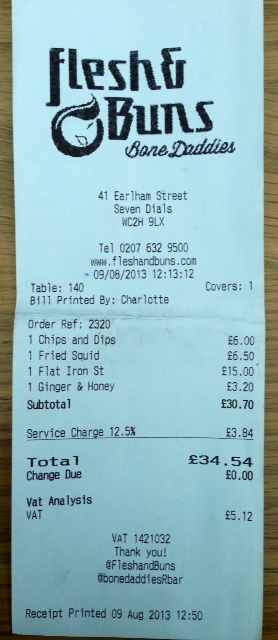 flesh&
Buns
Bone Daddies
41 Earlham Street
Seven Dials
WC2H 9LX
Tel 0207 632 9500
www.fleshandbuns.com
09/08/2013 12:13:12
Table: 140 Covers: 1
Bill Printed By: Charlotte
Order Ref: 2320
1 Chips and Dips £6.00
1 Fried Squid £6.50
1 Flat Iron St £15.00
1 Ginger & Honey £3.20
Subtotal £30.70
Service Charge 12.5% £3.84
Total £34.54
Change Due £0.00
Vat Analysis
VAT £5.12
VAT 1421032
Thank you!
@FleshandBuns
@bonedaddiesRbar
Receipt Printed 09 Aug 2013 12:50